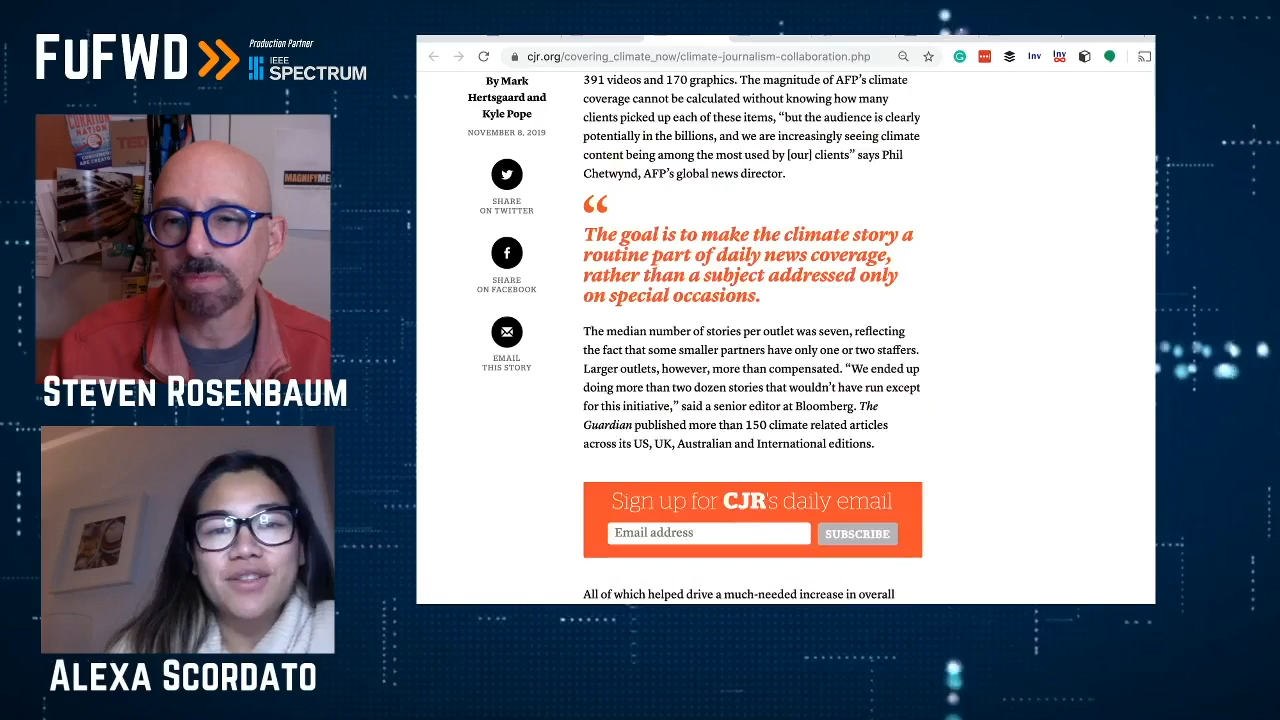 FUFWD
Production Partner
IEEE
SPECTRUM
CURATION
NATION
TED
MAGNIFYME
STEVEN ROSENBAUM
ALEXA SCORDATO
cjr.org/covering_climate_now/climate-journalism-collaboration.php
Inv
Inv
By Mark
Hertsgaard and
Kyle Pope
NOVEMBER 8, 2019
SHARE
ON TWITTER
SHARE
ON FACEBOOK
EMAIL
THIS STORY
391 videos and 170 graphics. The magnitude of AFP’s climate
coverage cannot be calculated without knowing how many
clients picked up each of these items, “but the audience is clearly
potentially in the billions, and we are increasingly seeing climate
content being among the most used by [our] clients” says Phil
Chetwynd, AFP’s global news director.
“
The goal is to make the climate story a
routine part of daily news coverage,
rather than a subject addressed only
on special occasions.
The median number of stories per outlet was seven, reflecting
the fact that some smaller partners have only one or two staffers.
Larger outlets, however, more than compensated. “We ended up
doing more than two dozen stories that wouldn’t have run except
for this initiative,” said a senior editor at Bloomberg. The
Guardian published more than 150 climate related articles
across its US, UK, Australian and International editions.
Sign up for CJR's daily email
Email address
SUBSCRIBE
All of which helped drive a much-needed increase in overall